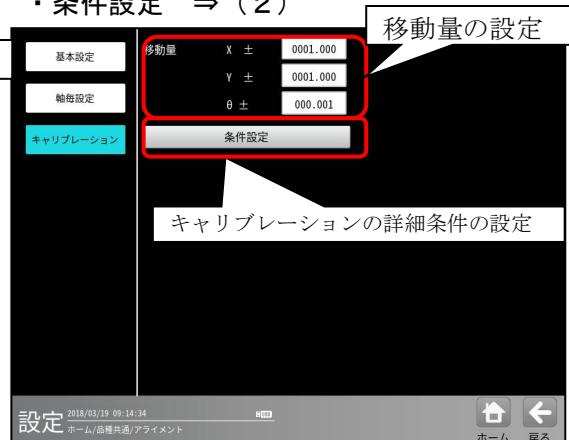 ・条件設定 ⇒（２）
移動量の設定
基本設定
移動量 X ± 0001.000
Y ± 0001.000
軸毎設定
θ ± 000.001
キャリブレーション
条件設定
キャリブレーションの詳細条件の設定
設定 2018/03/19 09:14:34
ホーム/品種共通/アライメント
ホーム 戻る